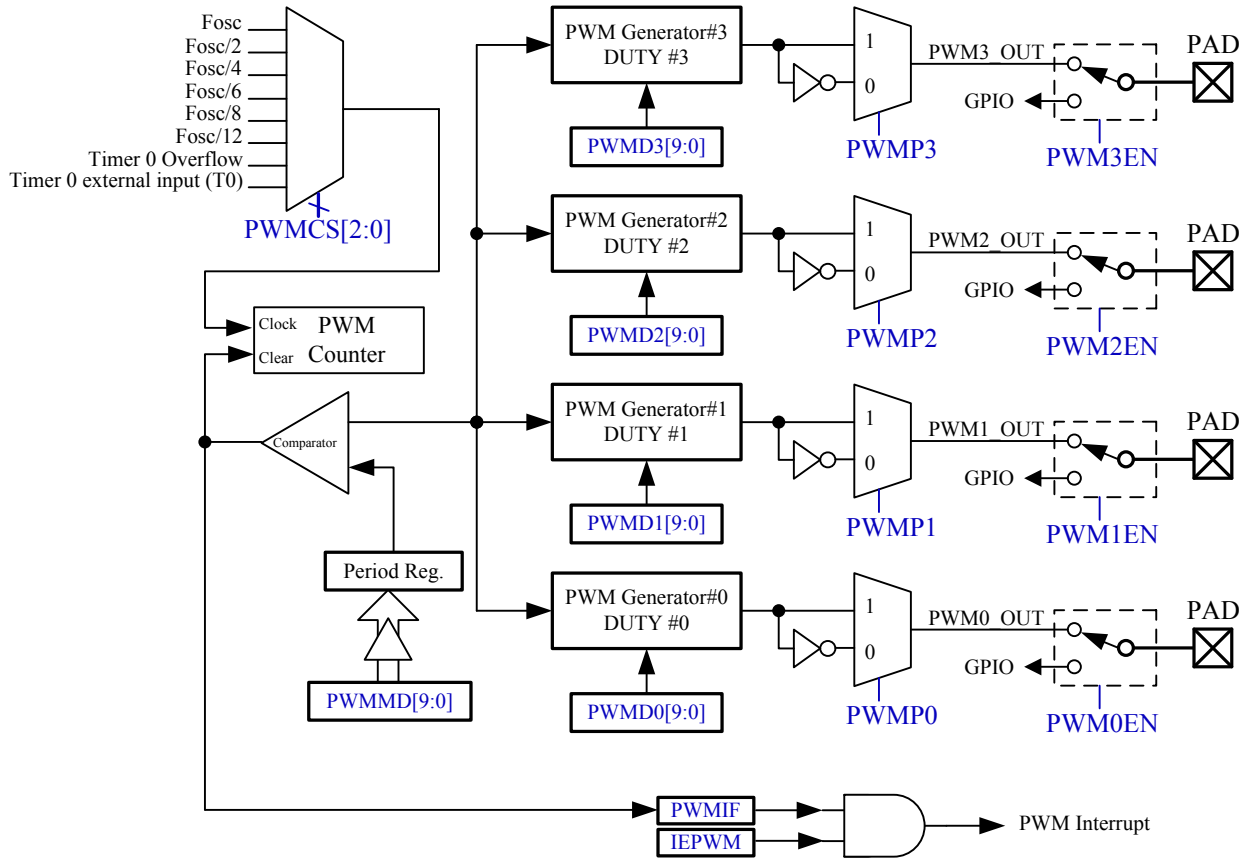 Fosc
Fosc/2
Fosc/4
Fosc/6
Fosc/8
Fosc/12
Timer 0 Overflow
Timer 0 external input (T0)
PWMCS[2:0]
Clock
Clear
PWM
Counter
Comparator
Period Reg.
PWMMD[9:0]
PWM Generator#3
DUTY #3
PWMD3[9:0]
1
0
PWMP3
PWM3_OUT
GPIO
PWM3EN
PAD
PWM Generator#2
DUTY #2
PWMD2[9:0]
1
0
PWMP2
PWM2_OUT
GPIO
PWM2EN
PAD
PWM Generator#1
DUTY #1
PWMD1[9:0]
1
0
PWMP1
PWM1_OUT
GPIO
PWM1EN
PAD
PWM Generator#0
DUTY #0
PWMD0[9:0]
1
0
PWMP0
PWM0_OUT
GPIO
PWM0EN
PAD
PWMIF
IEPWM
PWM Interrupt